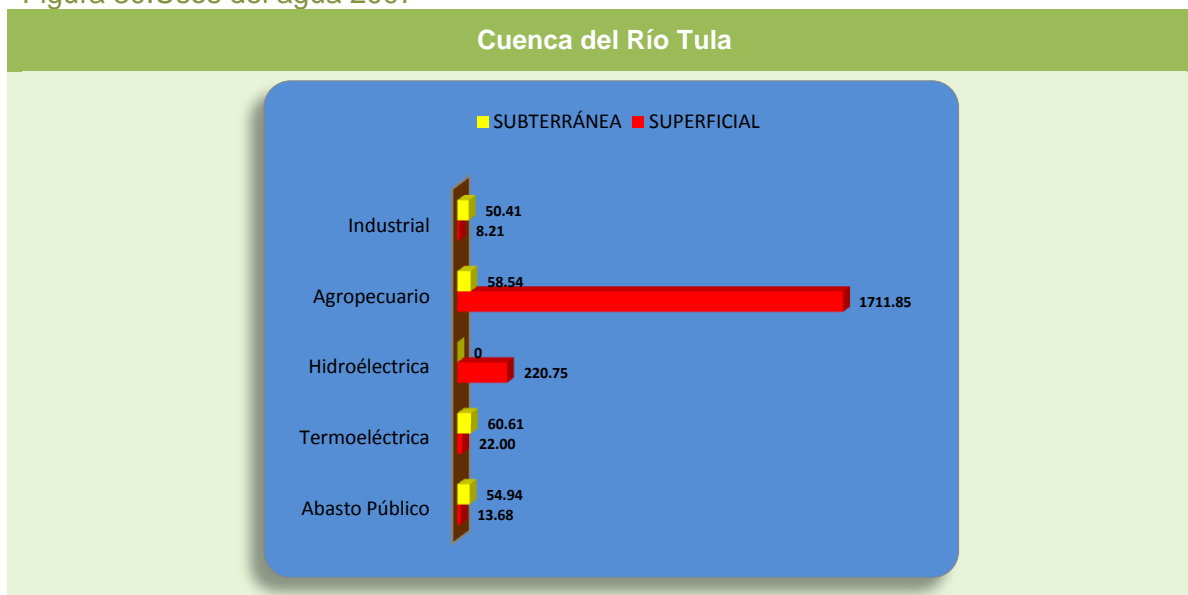 Cuenca del Río Tula
SUBTERRÁNEA SUPERFICIAL
Industrial
50.41
8.21
Agropecuario
58.54
1711.85
Hidroélectrica
0
220.75
Termoeléctrica
60.61
22.00
Abasto Público
54.94
13.68